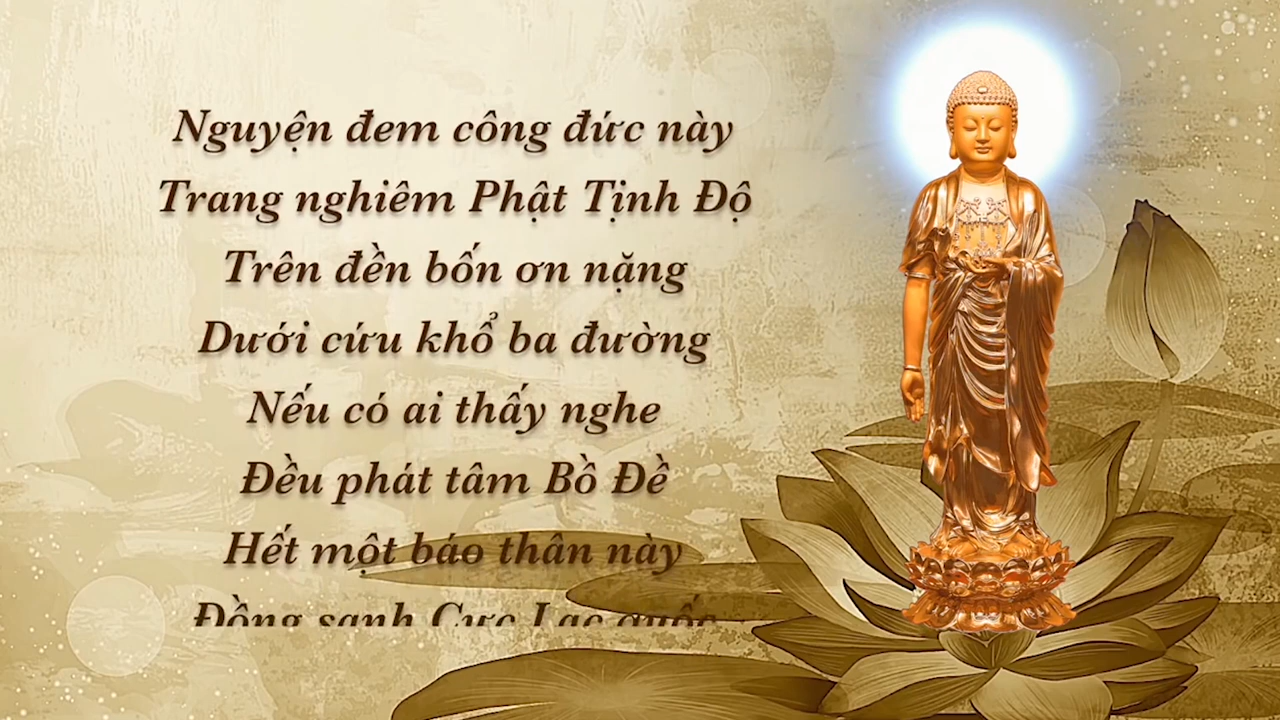 Nguyện đem công đức này
Trang nghiêm Phật Tịnh Độ
Trên đền bốn ơn nặng
Dưới cứu khổ ba đường
Nếu có ai thấy nghe
Đều phát tâm Bồ Đề
Hết một báo thân này
Đồng sanh Cực Lạc quốc